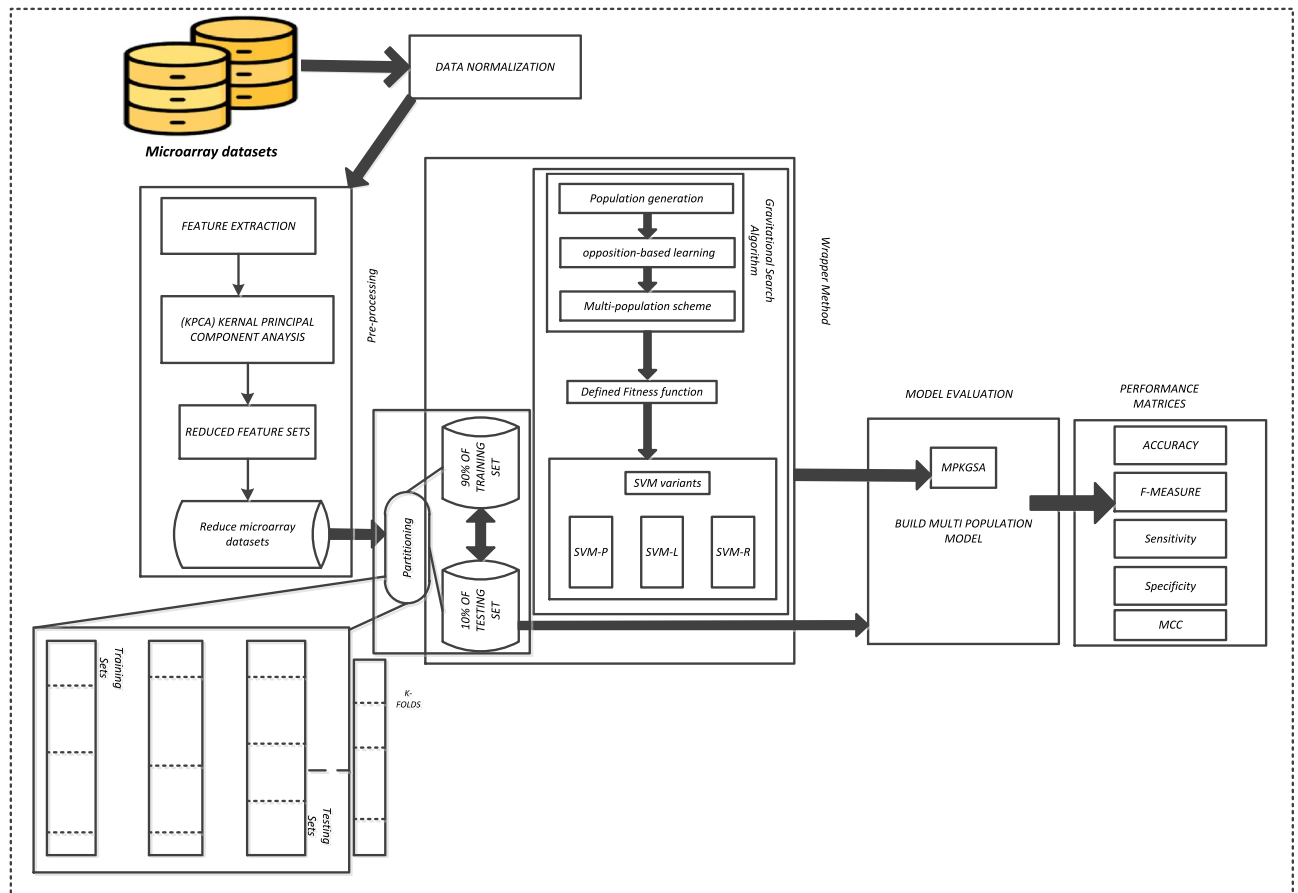 Microarray datasets
DATA NORMALIZATION
FEATURE EXTRACTION
(KPCA) KERNAL PRINCIPAL
COMPONENT ANAYSIS
REDUCED FEATURE SETS
Reduce microarray
datasets
Pre-processing
Partitioning
90% OF
TRAINING
SET
10% OF
TESTING
SET
Training
Sets
Testing
Sets
K-
FOLDS
Population generation
opposition-based learning
Multi-population scheme
Gravitational Search
Algorithm
Wrapper Method
Defined Fitness function
SVM variants
SVM-P
SVM-L
SVM-R
MODEL EVALUATION
MPKGSA
BUILD MULTI POPULATION
MODEL
PERFORMANCE
MATRICES
ACCURACY
F-MEASURE
Sensitivity
Specificity
MCC